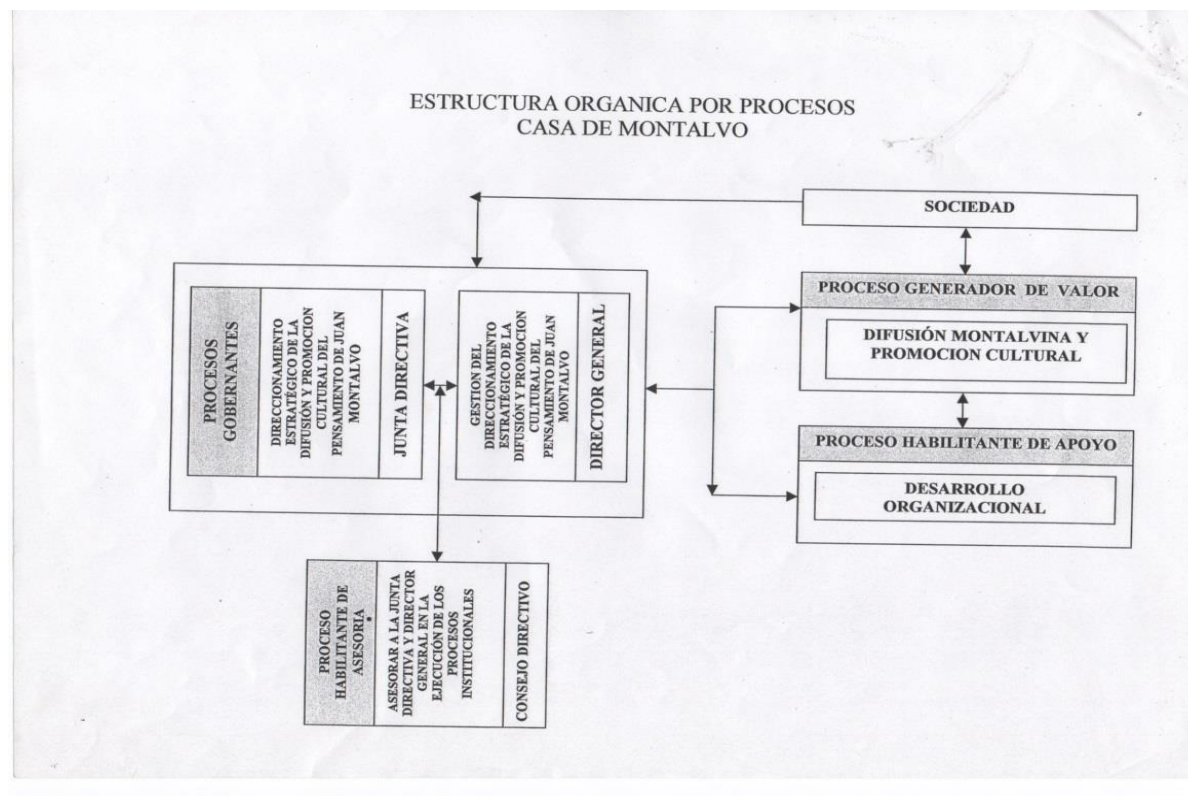 ESTRUCTURA ORGANICA POR PROCESOS
CASA DE MONTALVO
SOCIEDAD
PROCESOS
GOBERNANTES
DIRECCIONAMIENTO
ESTRATÉGICO DE LA
DIFUSIÓN Y PROMOCION
CULTURAL DEL
PENSAMIENTO DE JUAN
MONTALVO
JUNTA DIRECTIVA
GESTION DEL
DIRECCIONAMIENTO
ESTRATÉGICO DE LA
DIFUSIÓN Y PROMOCION
CULTURAL DEL
PENSAMIENTO DE JUAN
MONTALVO
DIRECTOR GENERAL
PROCESO GENERADOR DE VALOR
DIFUSIÓN MONTALVINA Y
PROMOCION CULTURAL
PROCESO HABILITANTE DE APOYO
DESARROLLO
ORGANIZACIONAL
PROCESO
HABILITANTE DE
ASESORIA
ASESORAR A LA JUNTA
DIRECTIVA Y DIRECTOR
GENERAL EN LA
EJECUCIÓN DE LOS
PROCESOS
INSTITUCIONALES
CONSEJO DIRECTIVO